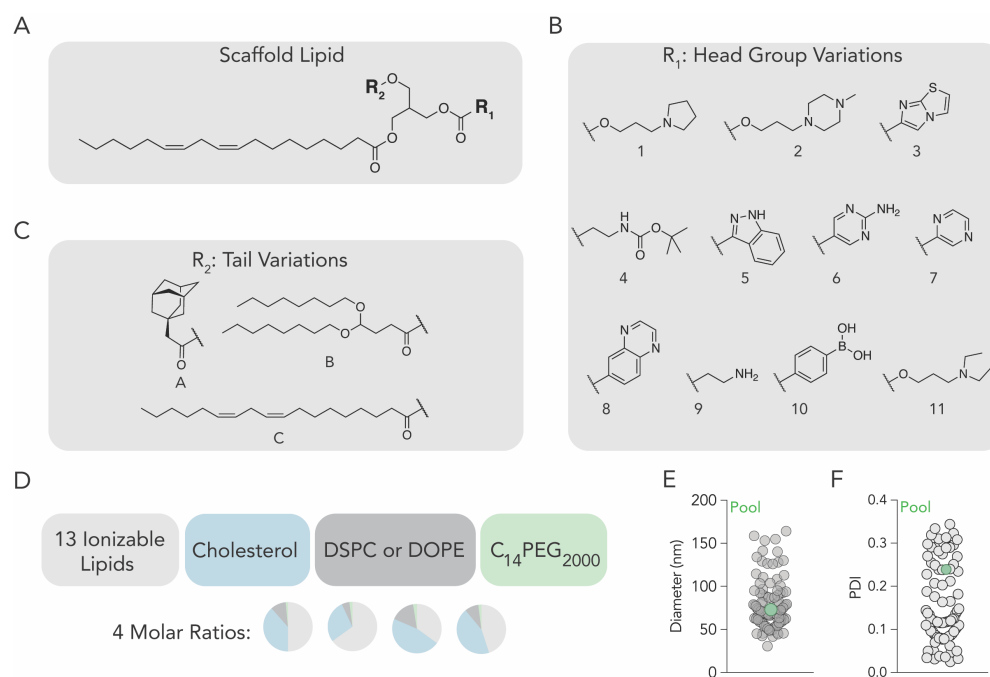 A
Scaffold Lipid
R2
O
O
R1
O
O
O
B
R1: Head Group Variations
O
N
1
O
N
N
2
N
S
N
3
H
N
O
O
4
N
NH
5
N
NH2
N
6
N
N
7
N
N
8
NH2
9
OH
B
OH
10
O
N
11
C
R2: Tail Variations
O
A
O
O
O
B
O
C
D
13 Ionizable
Lipids
Cholesterol
DSPC or DOPE
C14PEG2000
4 Molar Ratios:
E
Diameter (nm)
200
150
100
50
0
Pool
F
PDI
0.4
0.3
0.2
0.1
0.0
Pool